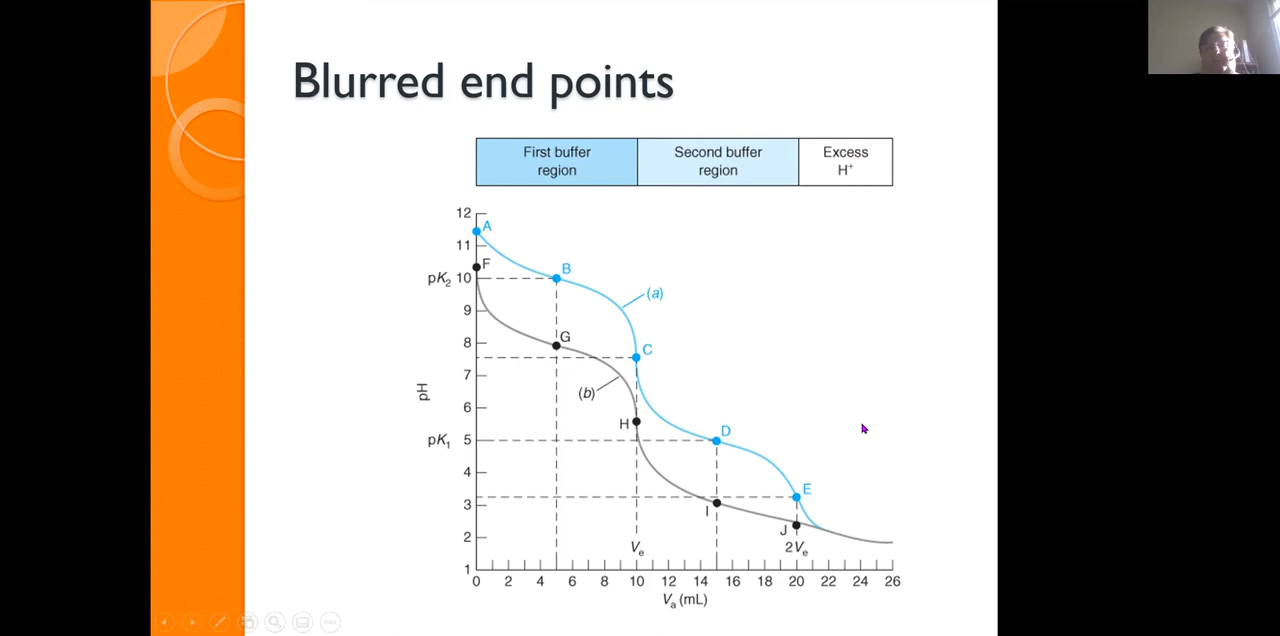 Blurred end points
First buffer
region
Second buffer
region
Excess
H⁺
12
A
11
F
pK₂ 10
B
9
(a)
8
G
C
7
(b)
pH
6
H
D
pK₁ 5
4
E
3
I
J
2
Vₑ
2Vₑ
1
0 2 4 6 8 10 12 14 16 18 20 22 24 26
Vₐ (mL)